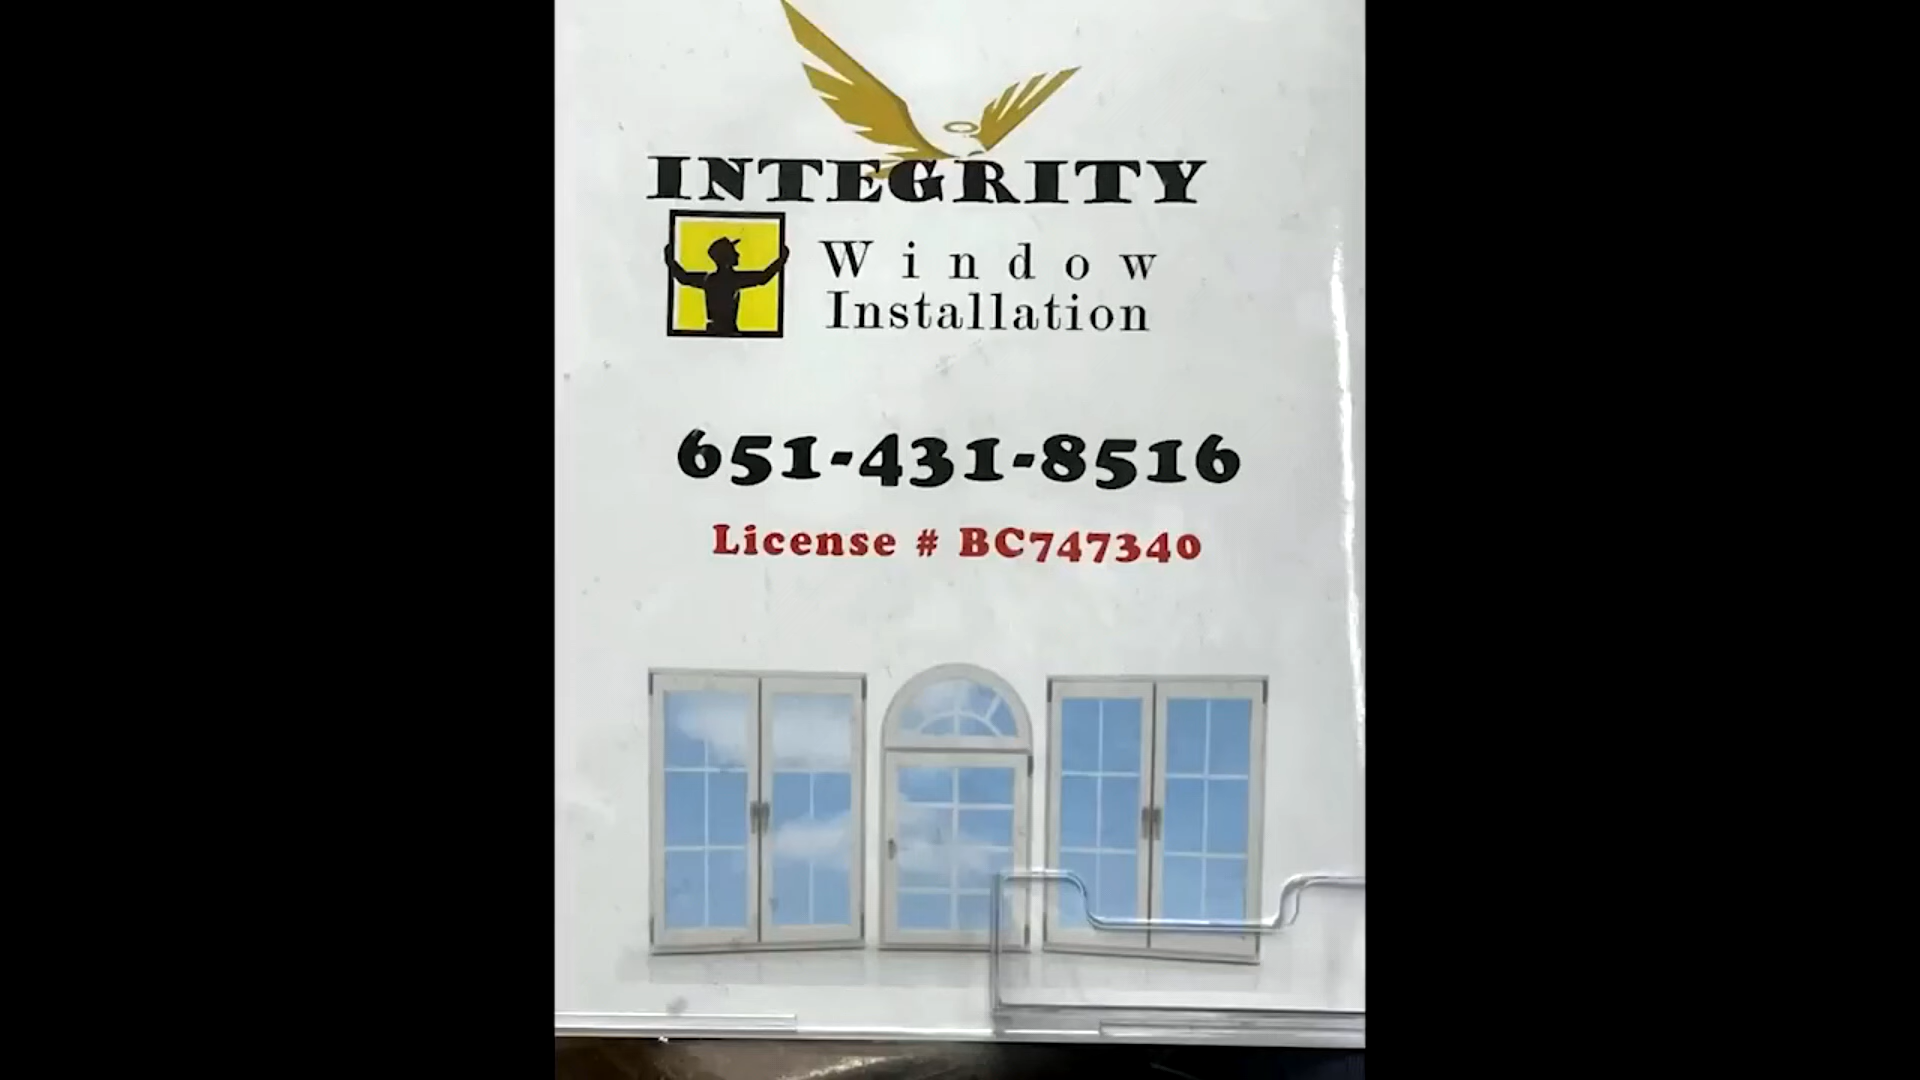 INTEGRITY
Window
Installation
651-431-8516
License # BC747340